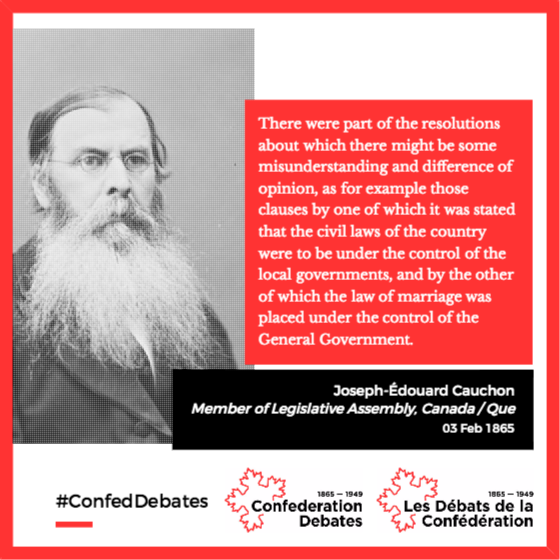 There were part of the resolutions
about which there might be some
misunderstanding and difference of
opinion, as for example those
clauses by one of which it was stated
that the civil laws of the country
were to be under the control of the
local governments, and by the other
of which the law of marriage was
placed under the control of the
General Government.
Joseph-Édouard Cauchon
Member of Legislative Assembly, Canada / Que
03 Feb 1865
#ConfedDebates
1865 — 1949
Confederation
Debates
1865 — 1949
Les Débats de la
Confédération